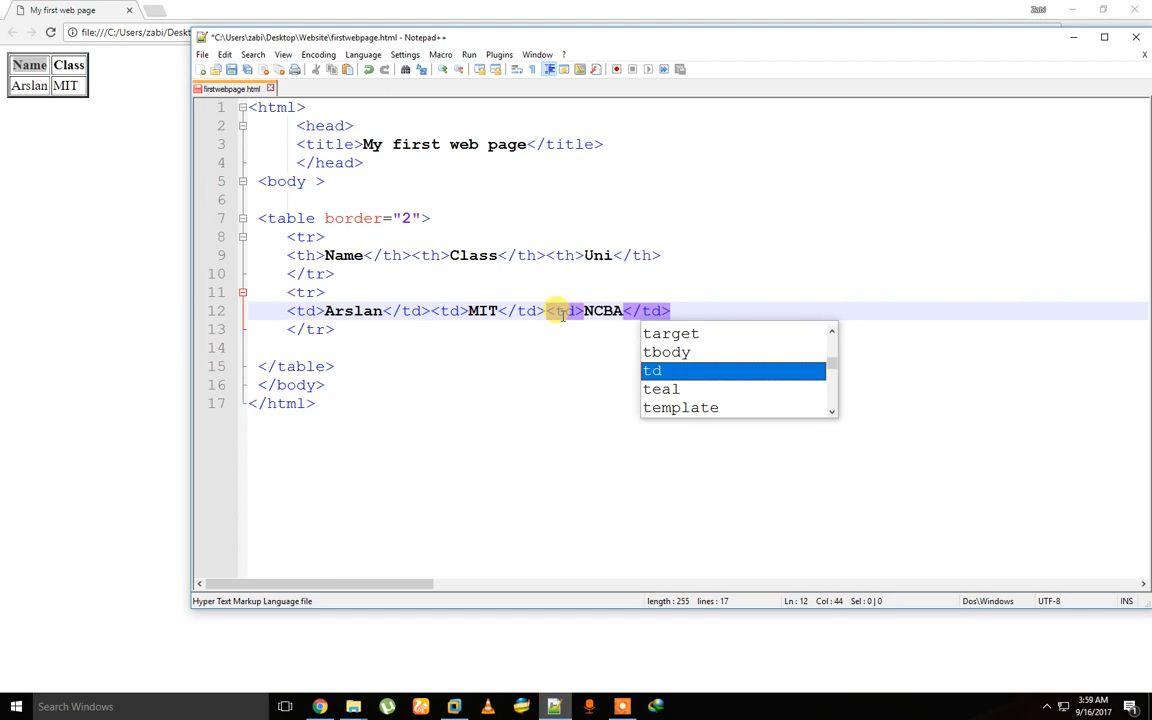 My first web page
Zabi
file:///C:/Users/zabi/Deskt
Name Class
Arslan MIT
*C:\Users\zabi\Desktop\Website\firstwebpage.html - Notepad++
File Edit Search View Encoding Language Settings Macro Run Plugins Window ?
X
firstwebpage.html
1 <html>
2 <head>
3 <title>My first web page</title>
4 </head>
5 <body >
6
7 <table border="2">
8 <tr>
9 <th>Name</th><th>Class</th><th>Uni</th>
10 </tr>
11 <tr>
12 <td>Arslan</td><td>MIT</td><td>NCBA</td>
13 </tr>
14
15 </table>
16 </body>
17 </html>
target
tbody
td
teal
template
Hyper Text Markup Language file length : 255 lines : 17 Ln : 12 Col : 44 Sel : 0 | 0 Dos\Windows UTF-8 INS
Search Windows
3:59 AM
9/16/2017
1